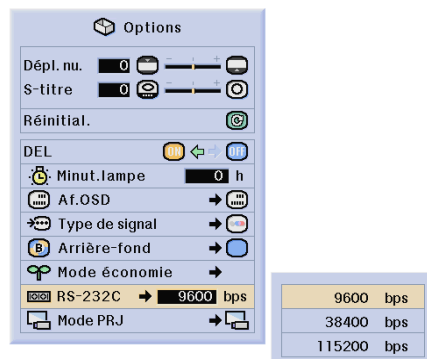 Options
Dépl. nu. 0 - +
S-titre 0 - +
Réinitial.
DEL ON OFF
Minut.lampe 0 h
Af.OSD
Type de signal
B Arrière-fond
Mode économie
RS-232C 9600 bps
Mode PRJ
9600 bps
38400 bps
115200 bps